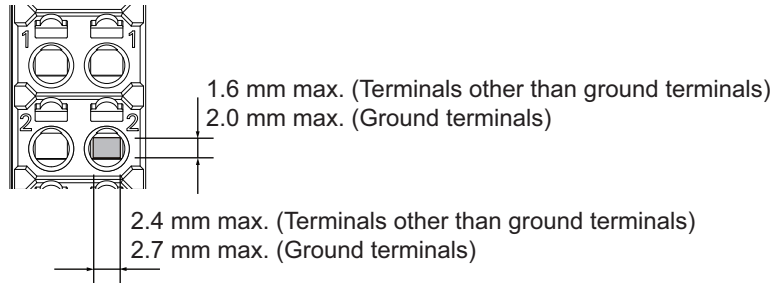 1 1
1.6 mm max. (Terminals other than ground terminals)
2.0 mm max. (Ground terminals)
2 2
2.4 mm max. (Terminals other than ground terminals)
2.7 mm max. (Ground terminals)